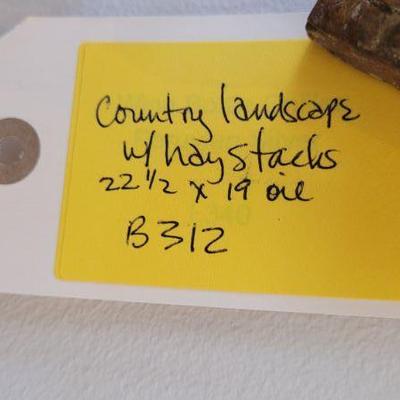 Country landscape
w/ haystacks
22 1/2 x 19 oil
B312